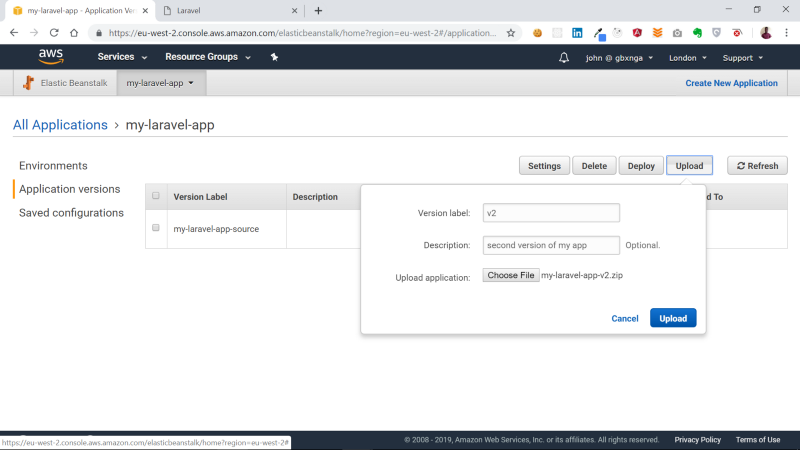 my-laravel-app - Application Ver
Laravel
https://eu-west-2.console.aws.amazon.com/elasticbeanstalk/home?region=eu-west-2#/application...
aws
Services
Resource Groups
john @ gbxnga
London
Support
Elastic Beanstalk
my-laravel-app
Create New Application
All Applications › my-laravel-app
Environments
Application versions
Saved configurations
Settings
Delete
Deploy
Upload
Refresh
Version Label
Description
d To
my-laravel-app-source
Version label:
v2
Description:
second version of my app
Optional.
Upload application:
Choose File
my-laravel-app-v2.zip
Cancel
Upload
https://eu-west-2.console.aws.amazon.com/elasticbeanstalk/home?region=eu-west-2#
© 2008 - 2019, Amazon Web Services, Inc. or its affiliates. All rights reserved.
Privacy Policy
Terms of Use